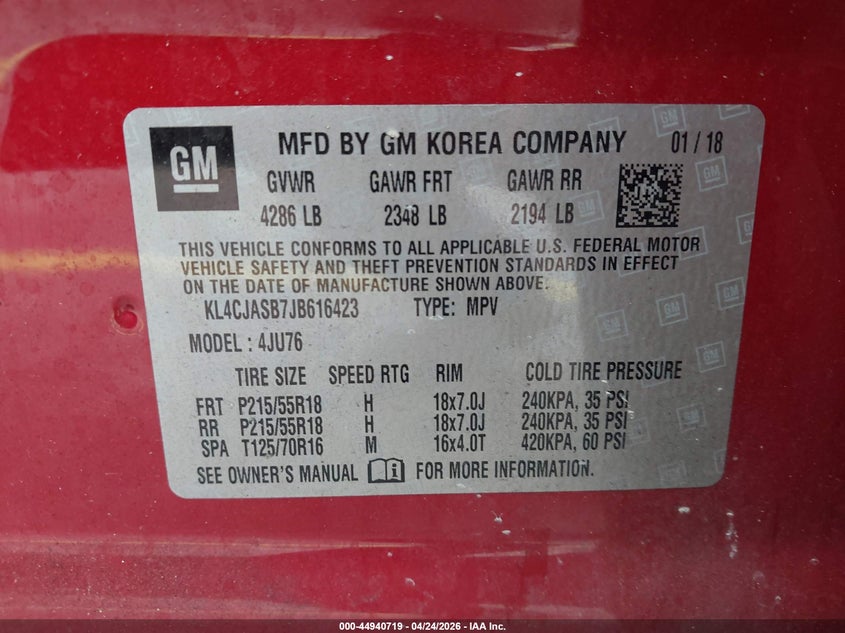 GM
MFD BY GM KOREA COMPANY 01 / 18
GVWR GAWR FRT GAWR RR
4286 LB 2348 LB 2194 LB
THIS VEHICLE CONFORMS TO ALL APPLICABLE U.S. FEDERAL MOTOR
VEHICLE SAFETY AND THEFT PREVENTION STANDARDS IN EFFECT
ON THE DATE OF MANUFACTURE SHOWN ABOVE.
KL4CJASB7JB616423 TYPE: MPV
MODEL : 4JU76
TIRE SIZE SPEED RTG RIM COLD TIRE PRESSURE
FRT P215/55R18 H 18x7.0J 240KPA, 35 PSI
RR P215/55R18 H 18x7.0J 240KPA, 35 PSI
SPA T125/70R16 M 16x4.0T 420KPA, 60 PSI
SEE OWNER'S MANUAL FOR MORE INFORMATION.
000-44940719 - 04/24/2026 - IAA Inc.